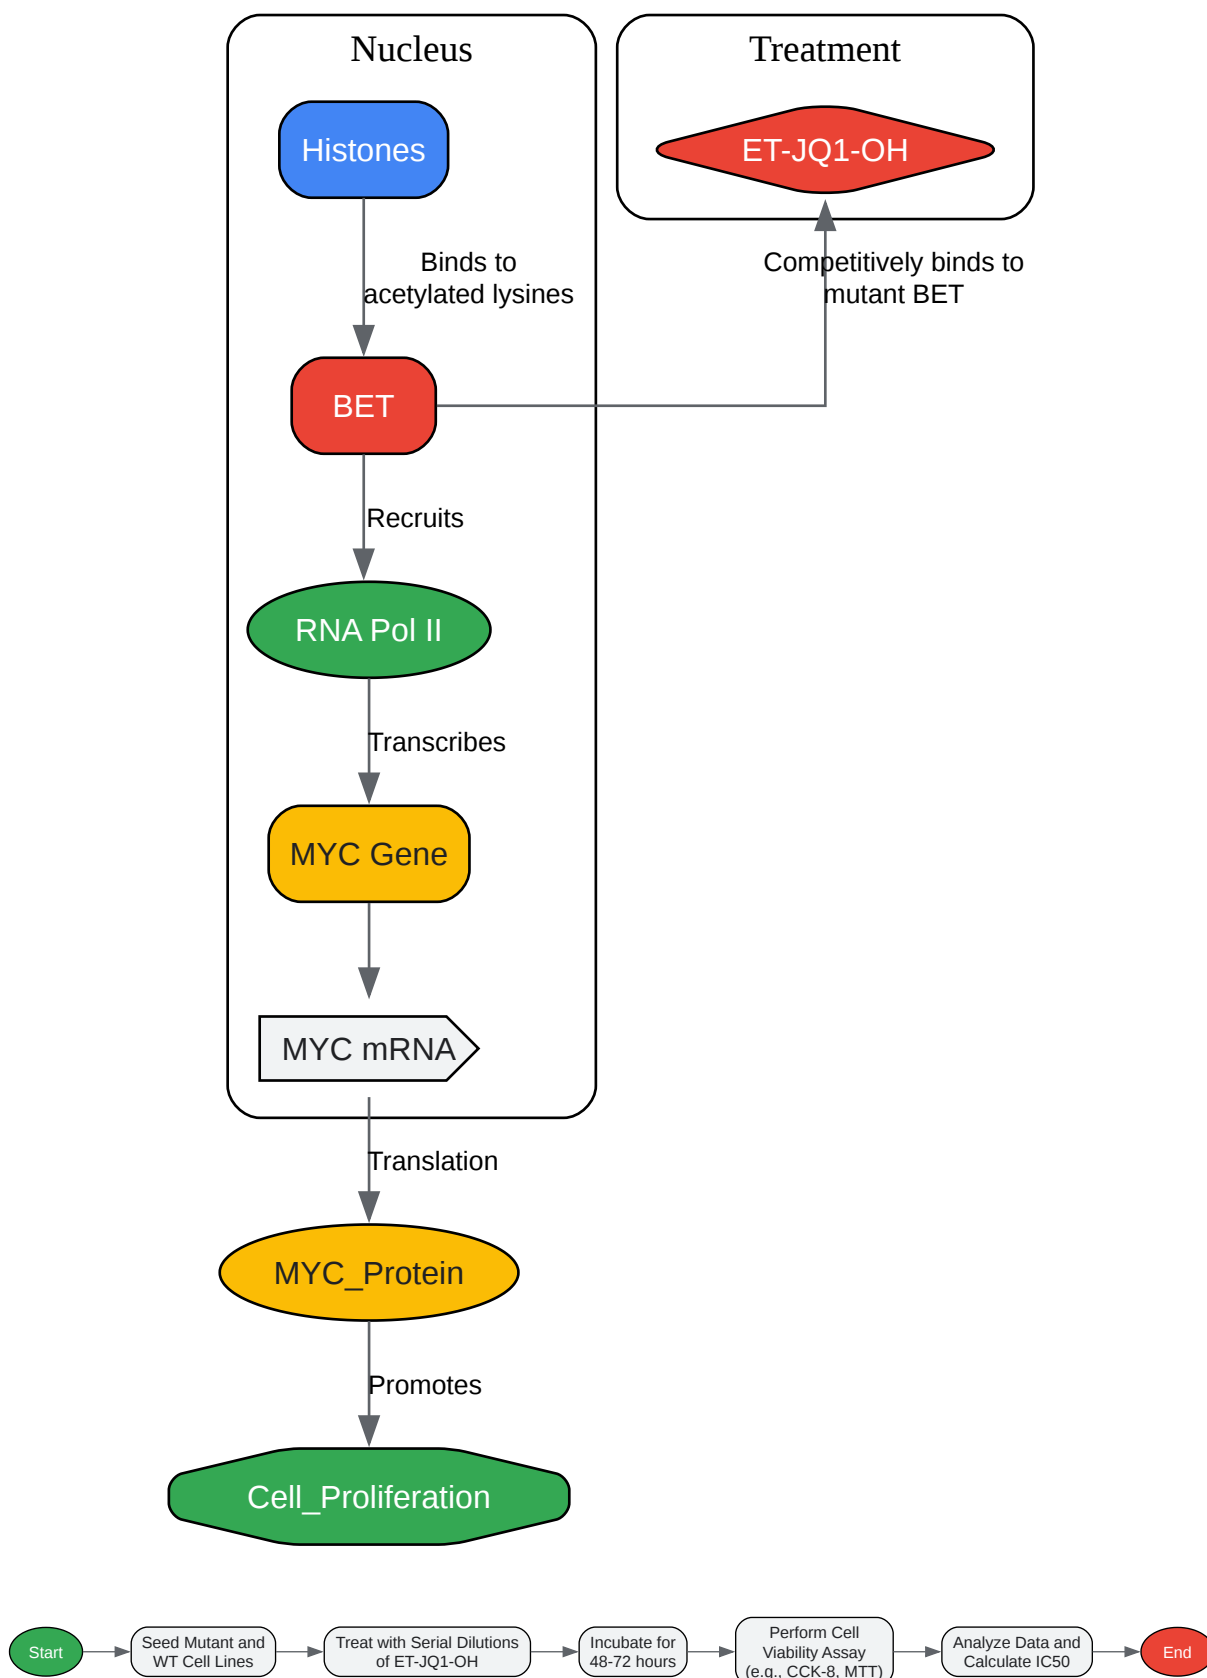 Nucleus
Treatment
Histones
ET-JQ1-OH
Binds to
acetylated lysines
Competitively binds to
mutant BET
BET
Recruits
RNA Pol II
Transcribes
MYC Gene
MYC mRNA
Translation
MYC_Protein
Promotes
Cell_Proliferation
Start
Seed Mutant and
WT Cell Lines
Treat with Serial Dilutions
of ET-JQ1-OH
Incubate for
48-72 hours
Perform Cell
Viability Assay
(e.g., CCK-8, MTT)
Analyze Data and
Calculate IC50
End